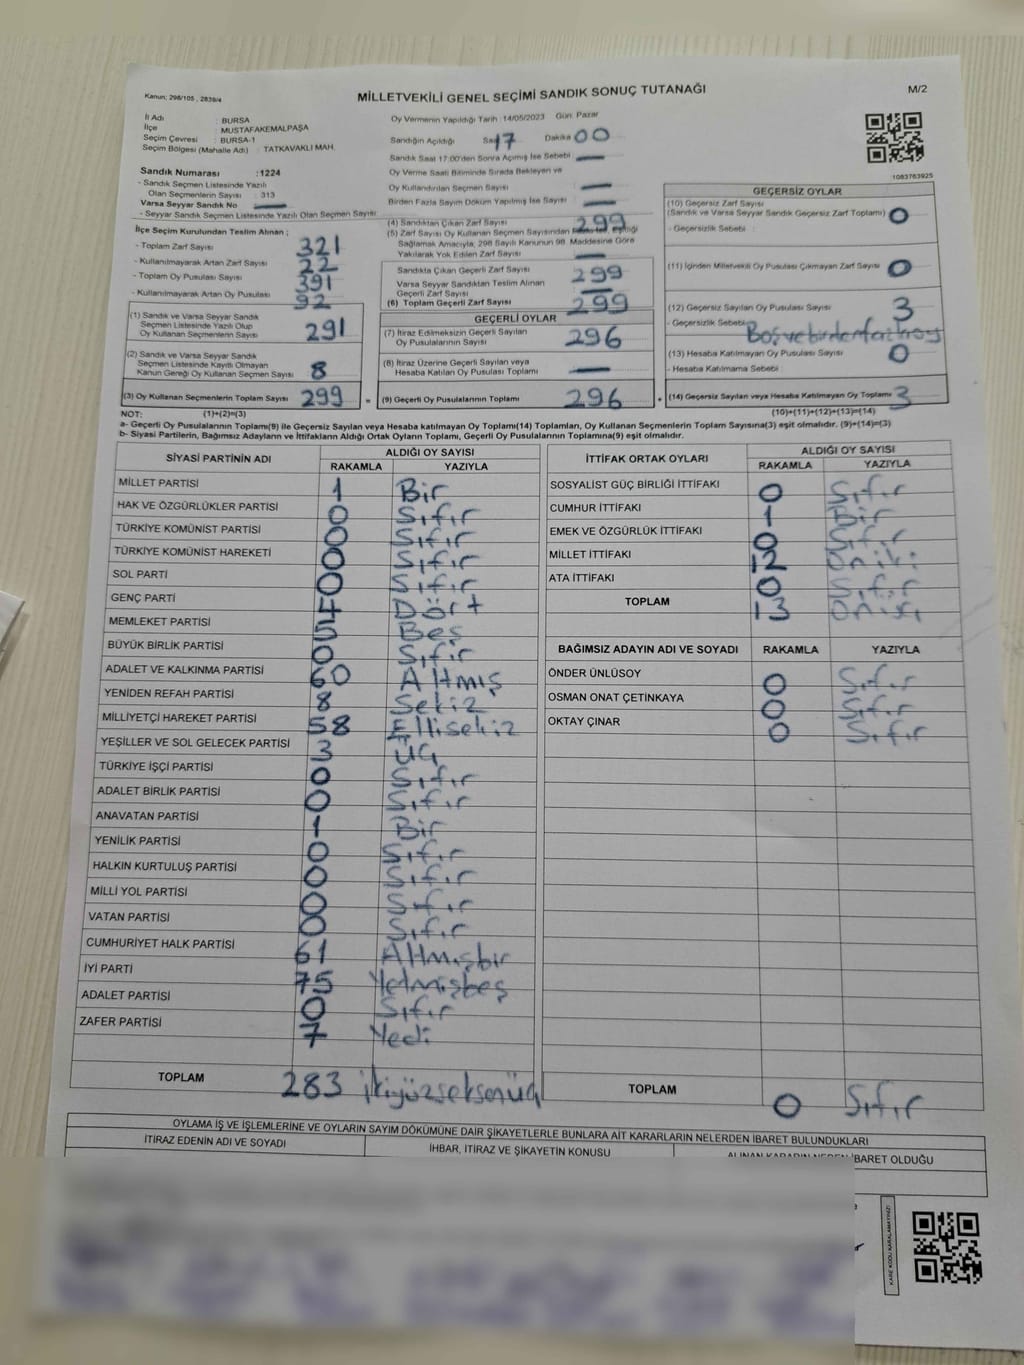 Kanun: 298/105 , 2839/4
MİLLETVEKİLİ GENEL SEÇİMİ SANDIK SONUÇ TUTANAĞI
M/2
İl Adı : BURSA
İlçe : MUSTAFAKEMALPAŞA
Seçim Çevresi : BURSA-1
Seçim Bölgesi (Mahalle Adı) : TATKAVAKLI MAH.
Oy Vermenin Yapıldığı Tarih : 14/05/2023 Gün: Pazar
Sandığın Açıldığı Saat 17 Dakika 00
Sandık Saat 17:00'den Sonra Açılmış İse Sebebi —
Oy Verme Saati Bitiminde Sırada Bekleyen ve
Oy Kullandırılan Seçmen Sayısı —
Birden Fazla Sayım Döküm Yapılmış İse Sayısı —
1083763925
Sandık Numarası : 1224
- Sandık Seçmen Listesinde Yazılı
Olan Seçmenlerin Sayısı : 313
Varsa Seyyar Sandık No —
- Seyyar Sandık Seçmen Listesinde Yazılı Olan Seçmen Sayısı
İlçe Seçim Kurulundan Teslim Alınan ;
- Toplam Zarf Sayısı 321
- Kullanılmayarak Artan Zarf Sayısı 22
- Toplam Oy Pusulası Sayısı 391
- Kullanılmayarak Artan Oy Pusulası 92
(1) Sandık ve Varsa Seyyar Sandık
Seçmen Listesinde Yazılı Olup
Oy Kullanan Seçmenlerin Sayısı 291
(2) Sandık ve Varsa Seyyar Sandık
Seçmen Listesinde Kayıtlı Olmayan
Kanun Gereği Oy Kullanan Seçmen Sayısı 8
(3) Oy Kullanan Seçmenlerin Toplam Sayısı 299 =
(4) Sandıktan Çıkan Zarf Sayısı 299
(5) Zarf Sayısı Oy Kullanan Seçmen Sayısından
Sağlamak Amacıyla, 298 Sayılı Kanunun 98. Maddesine Göre
Yakılarak Yok Edilen Zarf Sayısı —
Sandıkta Çıkan Geçerli Zarf Sayısı 299
Varsa Seyyar Sandıktan Teslim Alınan
Geçerli Zarf Sayısı —
(6) Toplam Geçerli Zarf Sayısı 299
GEÇERLİ OYLAR
(7) İtiraz Edilmeksizin Geçerli Sayılan
Oy Pusulalarının Sayısı 296
(8) İtiraz Üzerine Geçerli Sayılan veya
Hesaba Katılan Oy Pusulası Toplamı —
(9) Geçerli Oy Pusulalarının Toplamı 296 +
GEÇERSİZ OYLAR
(10) Geçersiz Zarf Sayısı
(Sandık ve Varsa Seyyar Sandık Geçersiz Zarf Toplamı) 0
- Geçersizlik Sebebi :
(11) İçinden Milletvekili Oy Pusulası Çıkmayan Zarf Sayısı 0
(12) Geçersiz Sayılan Oy Pusulası Sayısı 3
- Geçersizlik Sebebi Boş ve birden fazla oy
(13) Hesaba Katılmayan Oy Pusulası Sayısı 0
- Hesaba Katılmama Sebebi
(14) Geçersiz Sayılan veya Hesaba Katılmayan Oy Toplamı 3
NOT: (1)+(2)=(3) (10)+(11)+(12)+(13)=(14)
a- Geçerli Oy Pusulalarının Toplamı(9) ile Geçersiz Sayılan veya Hesaba katılmayan Oy Toplamı(14) Toplamları, Oy Kullanan Seçmenlerin Toplam Sayısına(3) eşit olmalıdır. (9)+(14)=(3)
b- Siyasi Partilerin, Bağımsız Adayların ve İttifakların Aldığı Ortak Oyların Toplamı, Geçerli Oy Pusulalarının Toplamına(9) eşit olmalıdır.
SİYASİ PARTİNİN ADI ALDIĞI OY SAYISI
RAKAMLA YAZIYLA
MİLLET PARTİSİ 1 Bir
HAK VE ÖZGÜRLÜKLER PARTİSİ 0 Sıfır
TÜRKİYE KOMÜNİST PARTİSİ 0 Sıfır
TÜRKİYE KOMÜNİST HAREKETİ 0 Sıfır
SOL PARTİ 0 Sıfır
GENÇ PARTİ 4 Dört
MEMLEKET PARTİSİ 5 Beş
BÜYÜK BİRLİK PARTİSİ 0 Sıfır
ADALET VE KALKINMA PARTİSİ 60 Altmış
YENİDEN REFAH PARTİSİ 8 Sekiz
MİLLİYETÇİ HAREKET PARTİSİ 58 Ellisekiz
YEŞİLLER VE SOL GELECEK PARTİSİ 3 üç
TÜRKİYE İŞÇİ PARTİSİ 0 Sıfır
ADALET BİRLİK PARTİSİ 0 Sıfır
ANAVATAN PARTİSİ 1 Bir
YENİLİK PARTİSİ 0 Sıfır
HALKIN KURTULUŞ PARTİSİ 0 Sıfır
MİLLİ YOL PARTİSİ 0 Sıfır
VATAN PARTİSİ 0 Sıfır
CUMHURİYET HALK PARTİSİ 61 Altmışbir
İYİ PARTİ 75 Yetmişbeş
ADALET PARTİSİ 0 Sıfır
ZAFER PARTİSİ 7 Yedi
TOPLAM 283 ikiyüzseksenüç
İTTİFAK ORTAK OYLARI ALDIĞI OY SAYISI
RAKAMLA YAZIYLA
SOSYALİST GÜÇ BİRLİĞİ İTTİFAKI 0 Sıfır
CUMHUR İTTİFAKI 1 Bir
EMEK VE ÖZGÜRLÜK İTTİFAKI 0 Sıfır
MİLLET İTTİFAKI 12 Oniki
ATA İTTİFAKI 0 Sıfır
TOPLAM 13 Onüç
BAĞIMSIZ ADAYIN ADI VE SOYADI RAKAMLA YAZIYLA
ÖNDER ÜNLÜSOY 0 Sıfır
OSMAN ONAT ÇETİNKAYA 0 Sıfır
OKTAY ÇINAR 0 Sıfır
TOPLAM 0 Sıfır
OYLAMA İŞ VE İŞLEMLERİNE VE OYLARIN SAYIM DÖKÜMÜNE DAİR ŞİKAYETLERLE BUNLARA AİT KARARLARIN NELERDEN İBARET BULUNDUKLARI
İTİRAZ EDENİN ADI VE SOYADI İHBAR, İTİRAZ VE ŞİKAYETİN KONUSU ALINAN KARARIN NEDEN İBARET OLDUĞU
KARE KODU KARALAMAYINIZ!